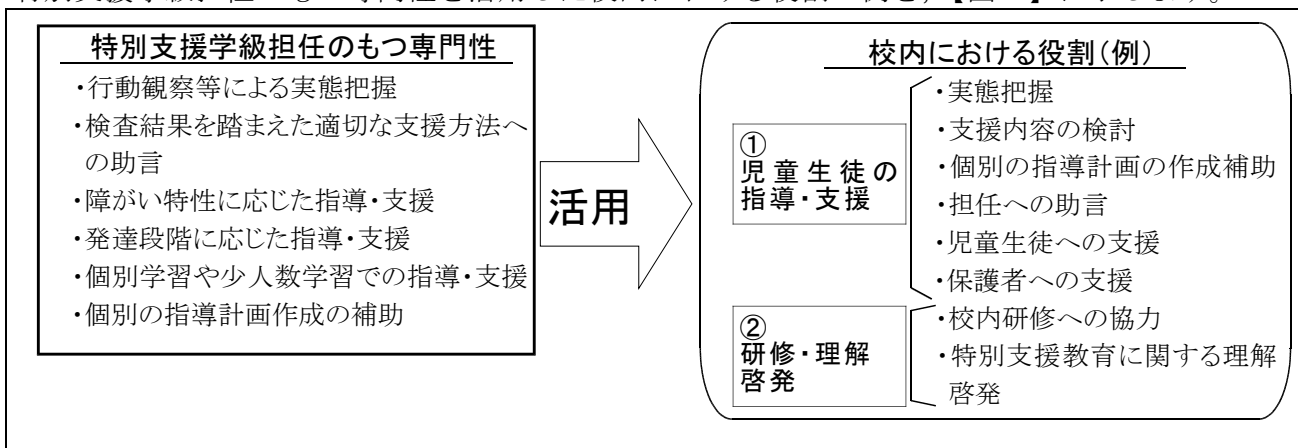 特別支援学級担任のもつ専門性
・行動観察等による実態把握
・検査結果を踏まえた適切な支援方法へ
の助言
・障がい特性に応じた指導・支援
・発達段階に応じた指導・支援
・個別学習や少人数学習での指導・支援
・個別の指導計画作成の補助
活用
校内における役割(例)
①
児童生徒の
指導・支援
・実態把握
・支援内容の検討
・個別の指導計画の作成補助
・担任への助言
・児童生徒への支援
・保護者への支援
②
研修・理解
啓発
・校内研修への協力
・特別支援教育に関する理解
啓発